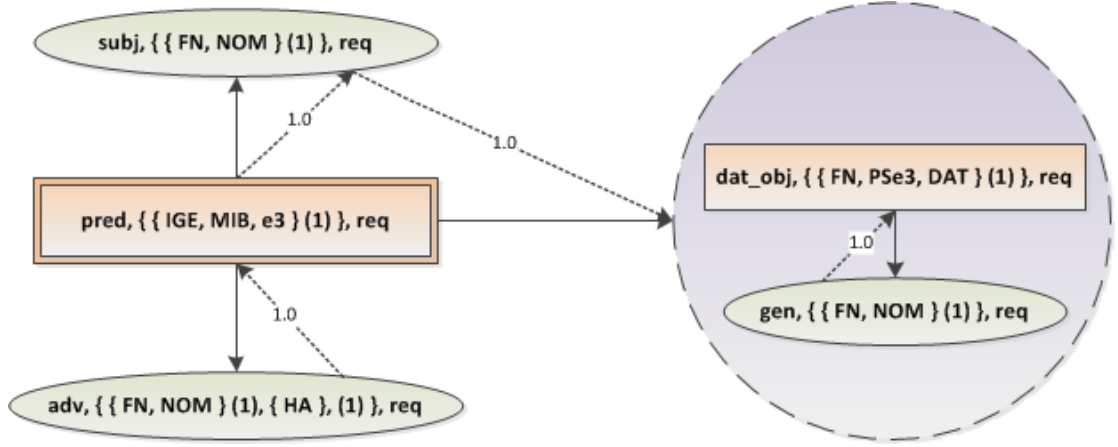 subj, { { FN, NOM } (1) }, req
1.0
1.0
dat_obj, { { FN, PSe3, DAT } (1) }, req
pred, { { IGE, MIB, e3 } (1) }, req
1.0
gen, { { FN, NOM } (1) }, req
1.0
adv, { { FN, NOM } (1), { HA }, (1) }, req